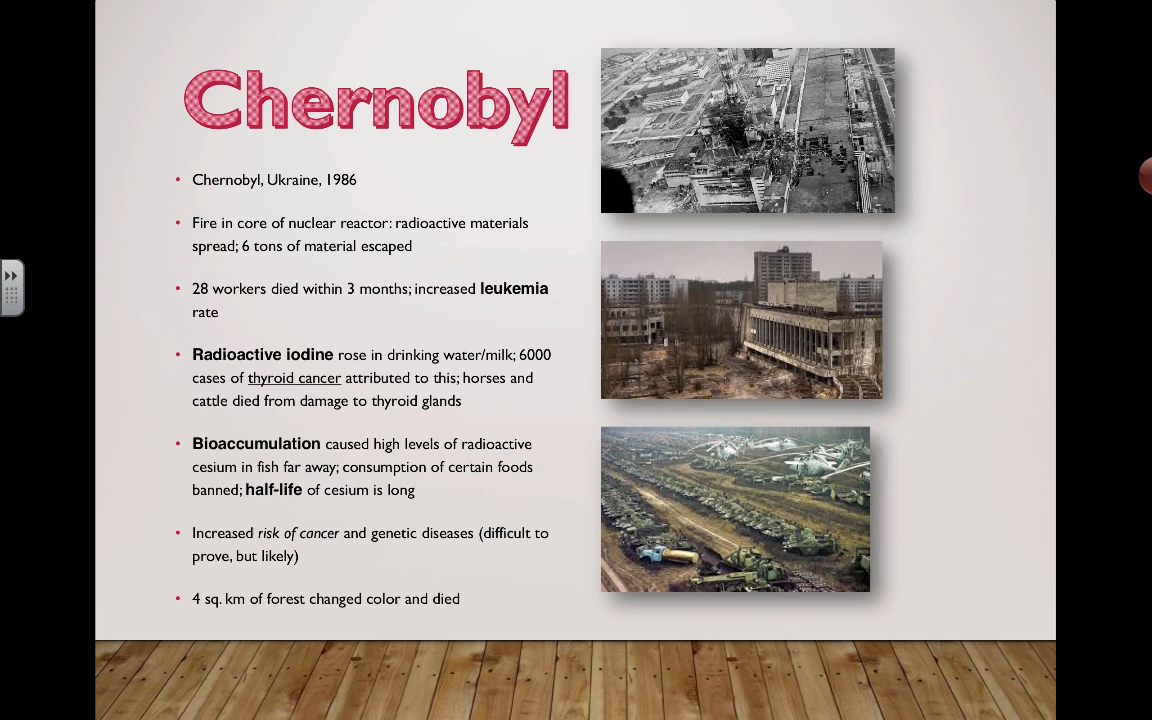 Chernobyl
• Chernobyl, Ukraine, 1986
• Fire in core of nuclear reactor: radioactive materials
spread; 6 tons of material escaped
• 28 workers died within 3 months; increased leukemia
rate
• Radioactive iodine rose in drinking water/milk; 6000
cases of thyroid cancer attributed to this; horses and
cattle died from damage to thyroid glands
• Bioaccumulation caused high levels of radioactive
cesium in fish far away; consumption of certain foods
banned; half-life of cesium is long
• Increased risk of cancer and genetic diseases (difficult to
prove, but likely)
• 4 sq. km of forest changed color and died